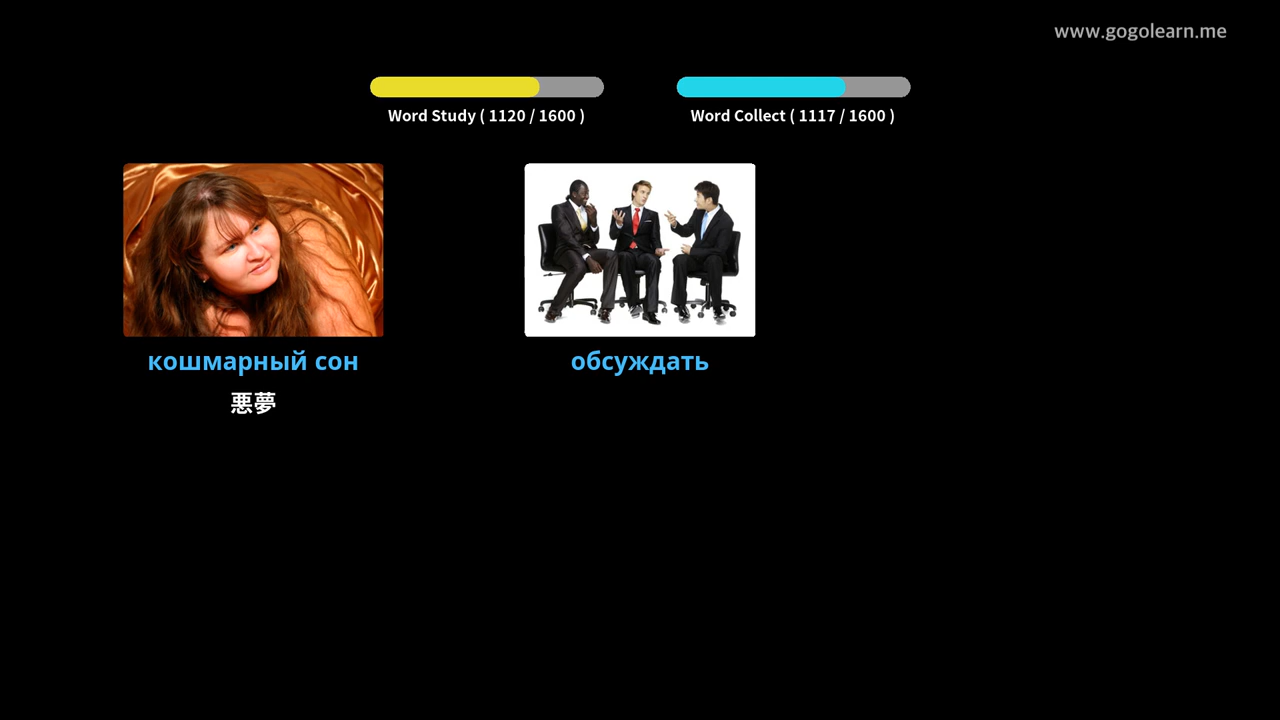 www.gogolearn.me
Word Study ( 1120 / 1600 )
Word Collect ( 1117 / 1600 )
кошмарный сон
悪夢
обсуждать